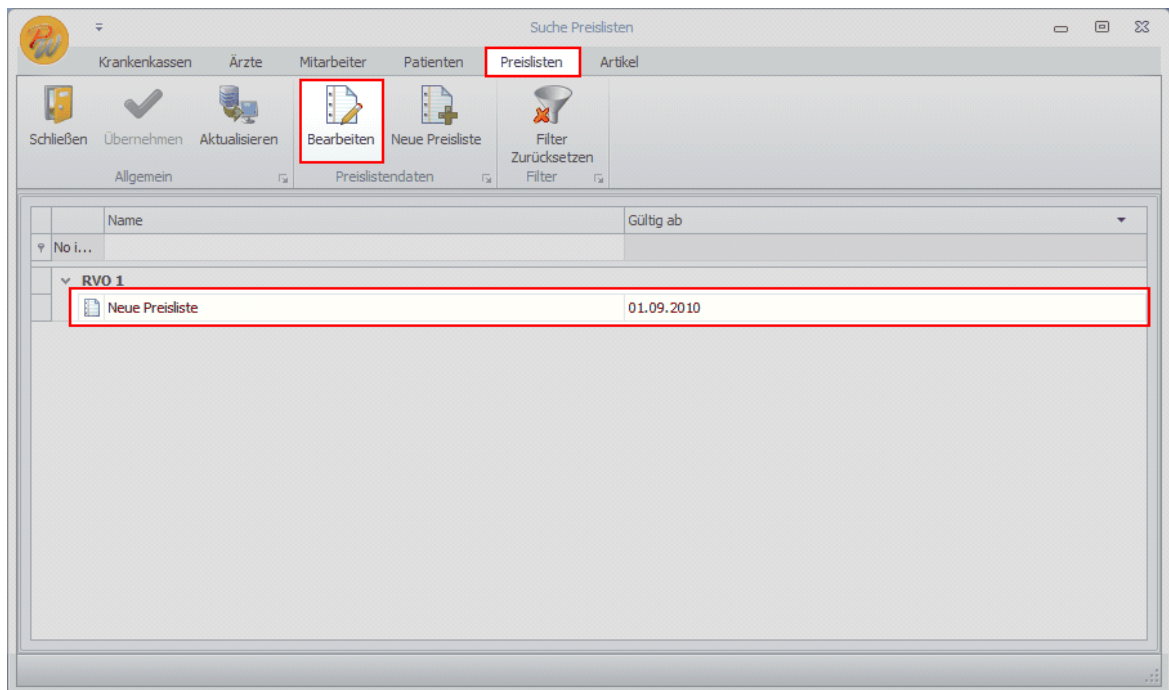 Suche Preislisten
Krankenkassen Ärzte Mitarbeiter Patienten Preislisten Artikel
Schließen Übernehmen Aktualisieren Bearbeiten Neue Preisliste Filter Zurücksetzen
Allgemein Preislistendaten Filter
Name Gültig ab
No i...
RVO 1
Neue Preisliste 01.09.2010